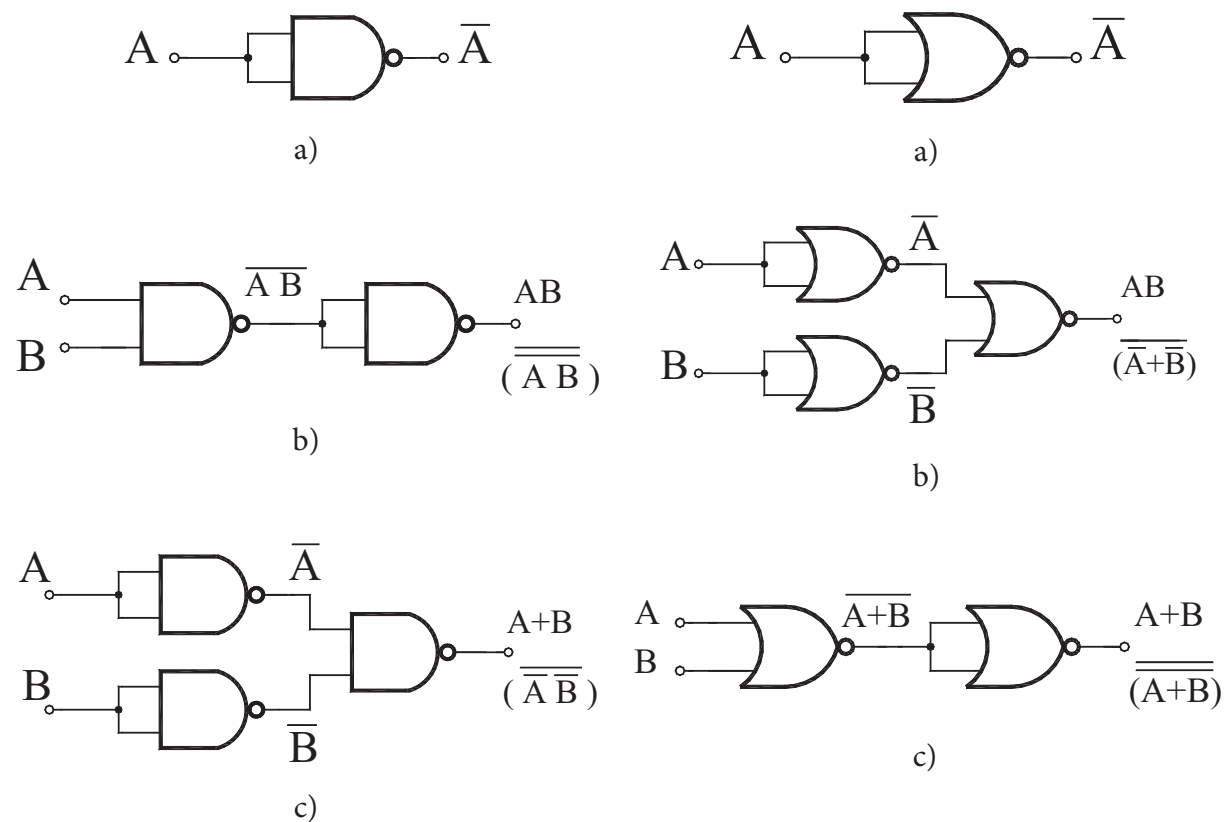 A A̅
a)
A A̅
a)
A A̅ B̅ AB
B ( A̿ B̿ )
b)
A A̅ AB
B B̅ (A̅+B̅)̅
b)
A A̅ A+B
B B̅ ( A̅ B̅ )̅
c)
A A̅+̅B̅ A+B
B (A̿+̿B̿)
c)